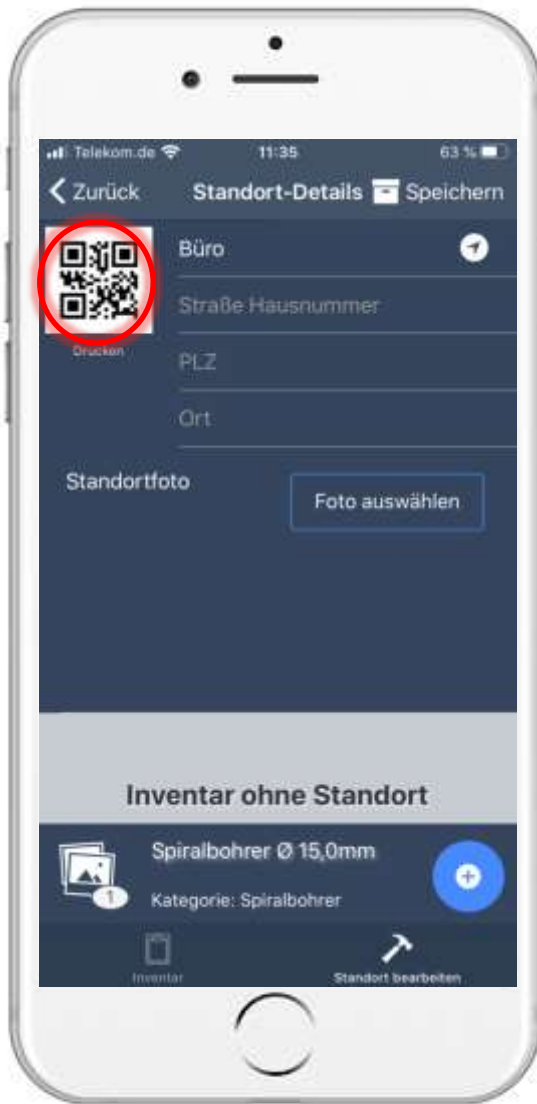 Telekom.de 11:35 63 %
Zurück Standort-Details Speichern
Büro
Straße Hausnummer
Drucken
PLZ
Ort
Standortfoto
Foto auswählen
Inventar ohne Standort
Spiralbohrer Ø 15,0mm
1
Kategorie: Spiralbohrer
Inventar Standort bearbeiten